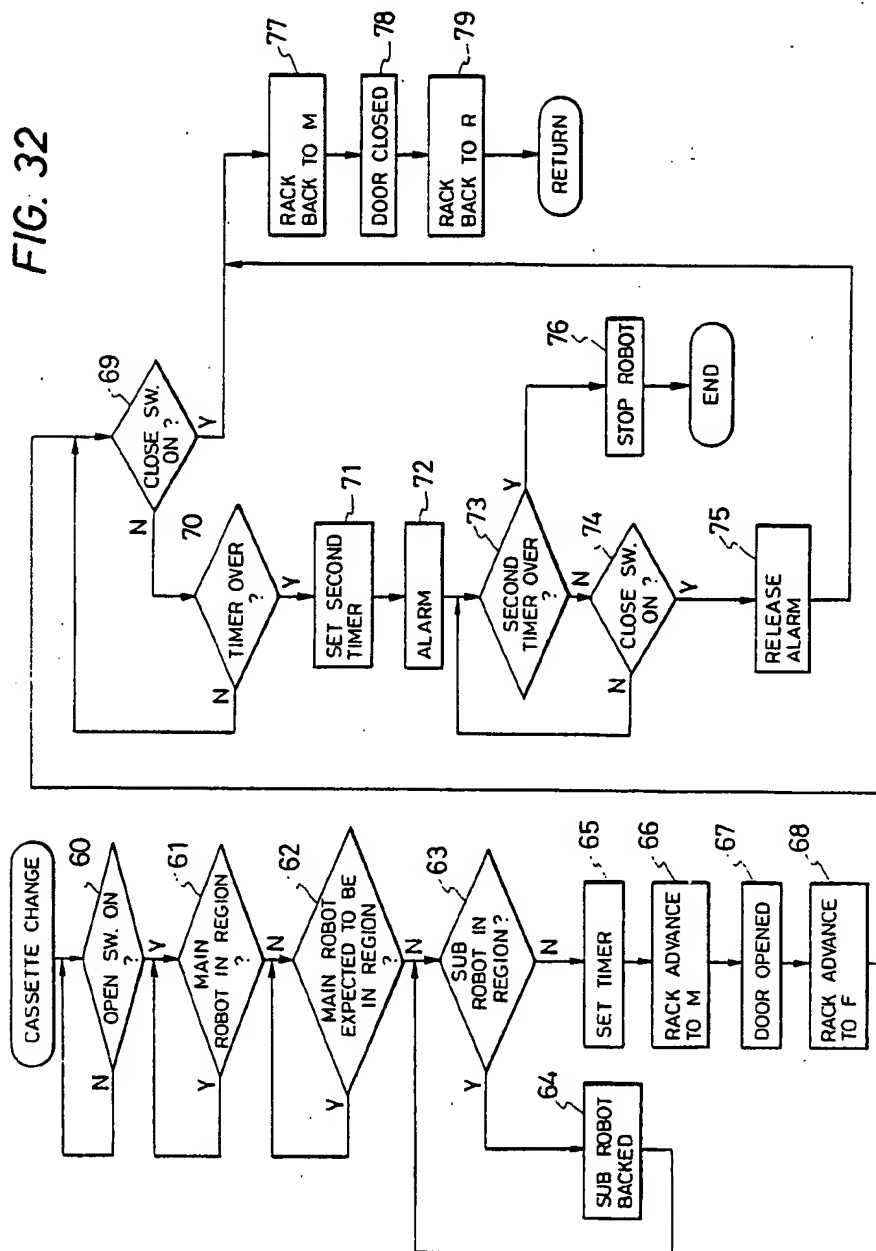 FIG. 32
CASSETTE CHANGE
60
OPEN SW. ON
?
N
Y
61
MAIN
ROBOT IN REGION
?
Y
N
62
MAIN ROBOT
EXPECTED TO BE
IN REGION
?
Y
N
63
SUB
ROBOT IN
REGION?
Y
N
64
SUB ROBOT
BACKED
65
SET TIMER
66
RACK ADVANCE
TO M
67
DOOR OPENED
68
RACK ADVANCE
TO F
69
CLOSE SW.
ON ?
N
Y
70
TIMER OVER
?
N
Y
71
SET SECOND
TIMER
72
ALARM
73
SECOND
TIMER OVER
?
Y
N
74
CLOSE SW.
ON ?
N
Y
75
RELEASE
ALARM
76
STOP ROBOT
END
77
RACK
BACK TO M
78
DOOR CLOSED
79
RACK
BACK TO R
RETURN